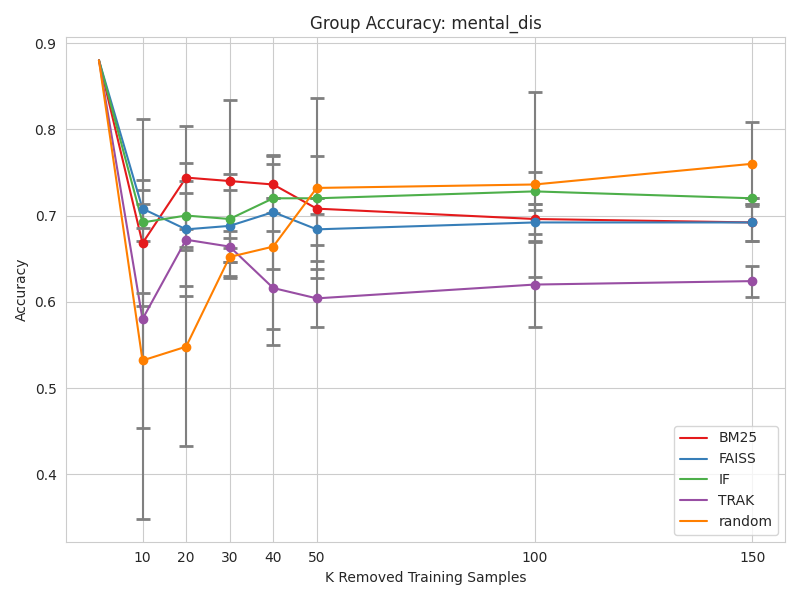 Group Accuracy: mental_dis
0.9
0.8
0.7
0.6
0.5
0.4
Accuracy
10 20 30 40 50 100 150
K Removed Training Samples
BM25
FAISS
IF
TRAK
random